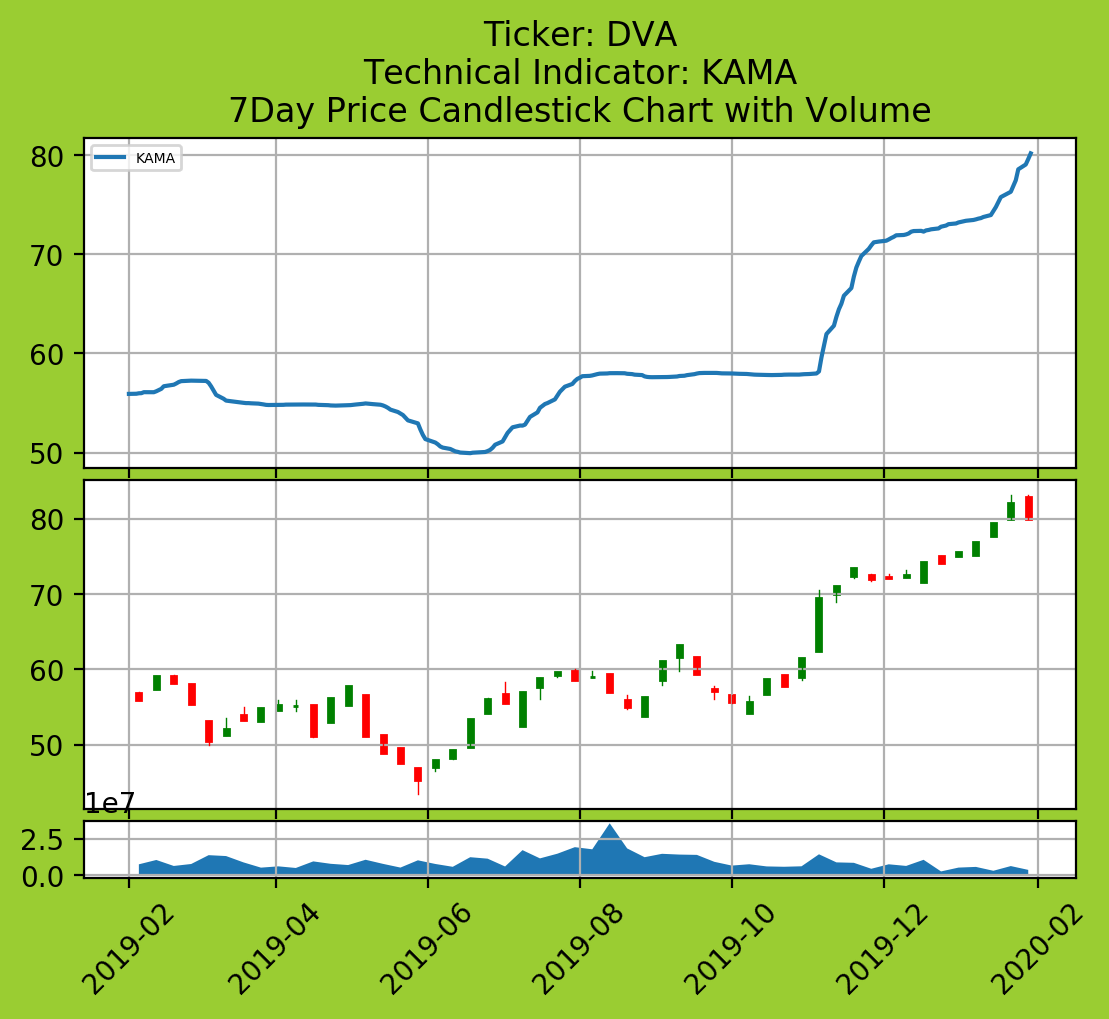 Ticker: DVA
Technical Indicator: KAMA
7Day Price Candlestick Chart with Volume
KAMA
80
70
60
50
80
70
60
50
1e7
2.5
0.0
2019-02 2019-04 2019-06 2019-08 2019-10 2019-12 2020-02